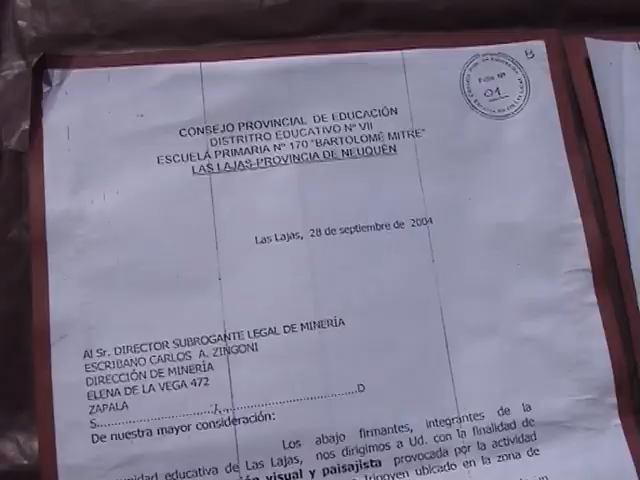 Folio Nº
01
CONSEJO PROVINCIAL DE EDUCACIÓN
DISTRITRO EDUCATIVO Nº VII
ESCUELA PRIMARIA Nº 170 "BARTOLOMÉ MITRE"
LAS LAJAS-PROVINCIA DE NEUQUÉN
Las Lajas, 28 de septiembre de 2004
Al Sr. DIRECTOR SUBROGANTE LEGAL DE MINERÍA
ESCRIBANO CARLOS A. ZINGONI
DIRECCIÓN DE MINERÍA
ELENA DE LA VEGA 472
ZAPALA
S............................./............................D
De nuestra mayor consideración:
Los abajo firmantes, integrantes de la
educativa de Las Lajas, nos dirigimos a Ud. con la finalidad de
visual y paisajista provocada por la actividad
Irigoyen ubicado en la zona de